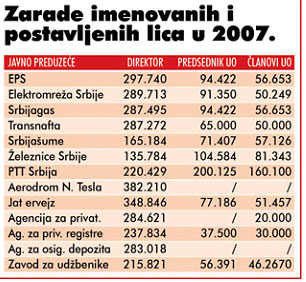 Zarade imenovanih i
postavljenih lica u 2007.
JAVNO PREDUZEĆE DIREKTOR PREDSEDNIK UO ČLANOVI UO
EPS 297.740 94.422 56.653
Elektromreža Srbije 289.713 91.350 50.249
Srbijagas 287.495 94.422 56.653
Transnafta 287.272 65.000 50.000
Srbijašume 165.184 71.407 57.126
Železnice Srbije 135.784 104.584 81.343
PTT Srbija 220.429 200.125 160.100
Aerodrom N. Tesla 382.210 / /
Jat ervejz 348.846 77.186 51.457
Agencija za privat. 284.621 / 20.000
Ag. za priv. registre 237.834 37.500 30.000
Ag. za osig. depozita 283.018 / /
Zavod za udžbenike 215.821 56.391 46.2670